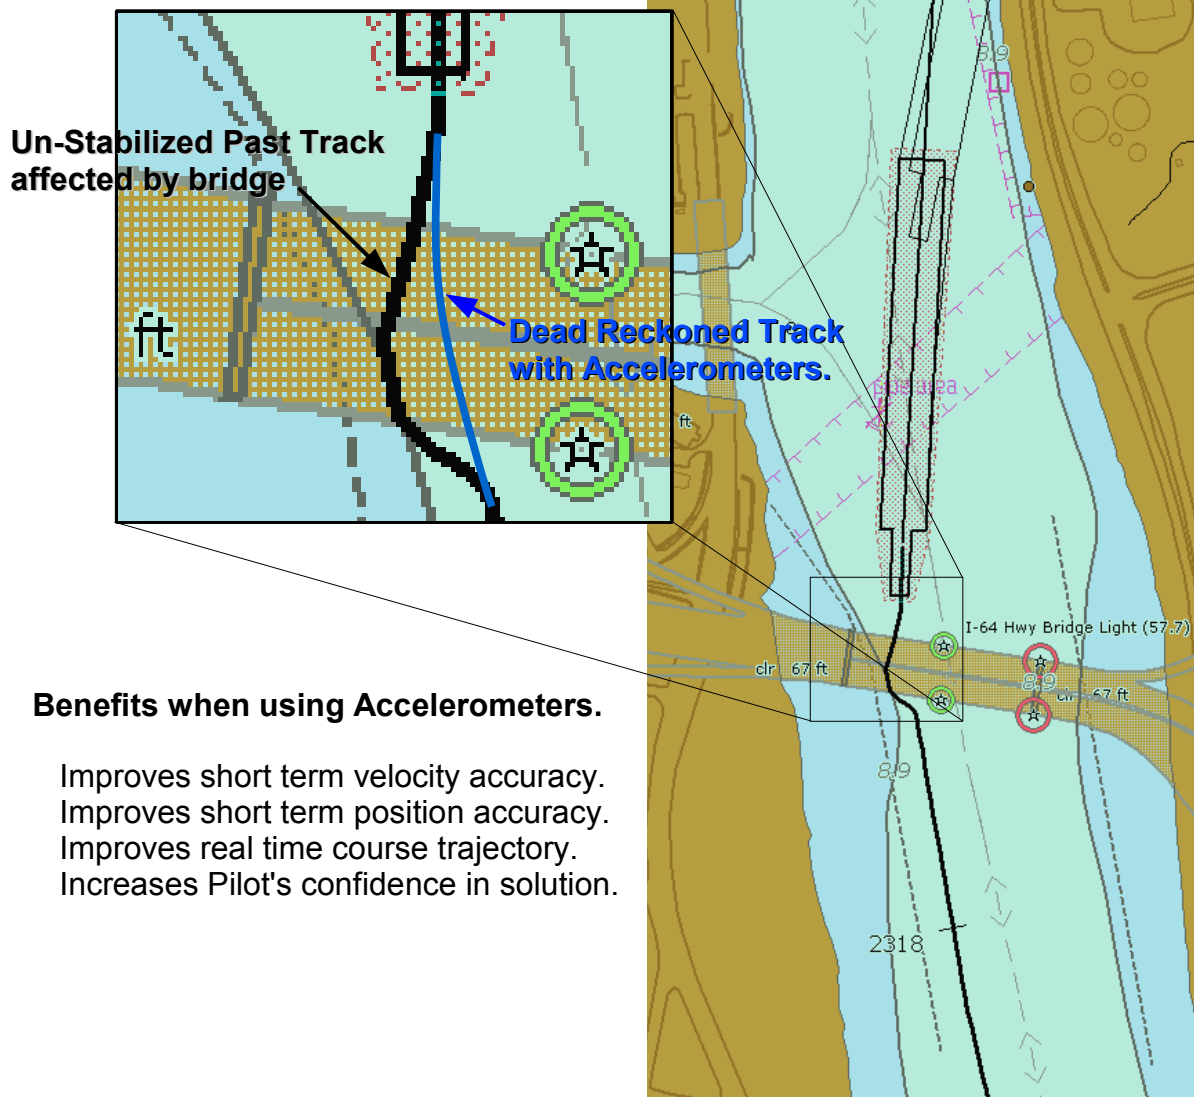 Un-Stabilized Past Track
affected by bridge
ft
Dead Reckoned Track
with Accelerometers.
8.9
area
ft
I-64 Hwy Bridge Light (57.7)
clr 67 ft
8.9
clr 67 ft
Benefits when using Accelerometers.
8.9
Improves short term velocity accuracy.
Improves short term position accuracy.
Improves real time course trajectory.
Increases Pilot's confidence in solution.
2318